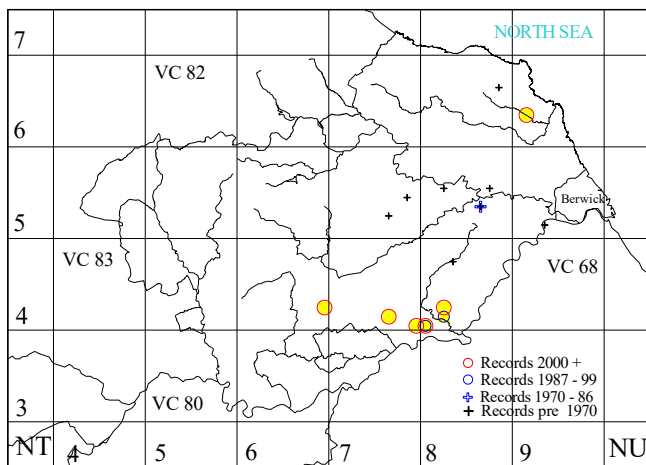 NORTH SEA
7
VC 82
6
Berwick
5
VC 83
VC 68
4
Records 2000 +
Records 1987 - 99
Records 1970 - 86
Records pre 1970
VC 80
3
NT 4 5 6 7 8 9 NU